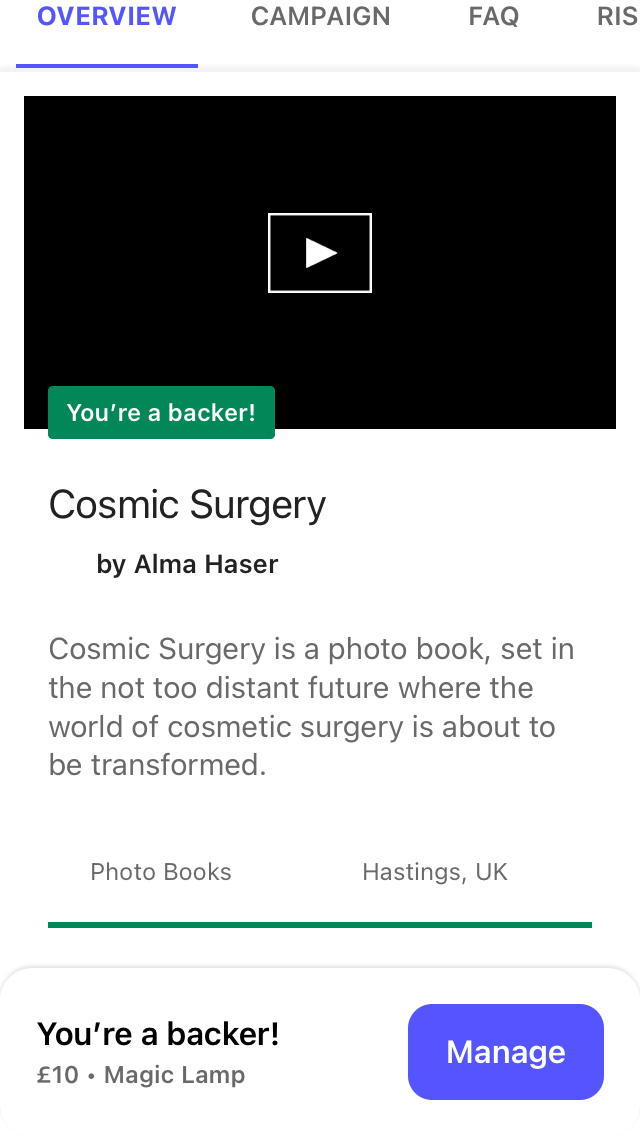 OVERVIEW CAMPAIGN FAQ RIS
You’re a backer!
Cosmic Surgery
by Alma Haser
Cosmic Surgery is a photo book, set in
the not too distant future where the
world of cosmetic surgery is about to
be transformed.
Photo Books Hastings, UK
You’re a backer!
£10 • Magic Lamp
Manage